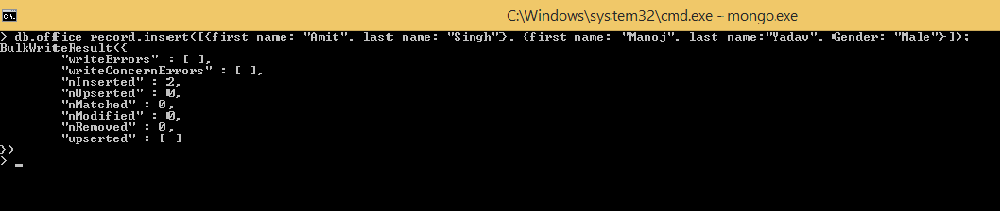 C:\Windows\system32\cmd.exe - mongo.exe
> db.office_record.insert([{first_name: "Amit", last_name: "Singh"}, {first_name: "Manoj", last_name:"Yadav", Gender: "Male"}]);
BulkWriteResult({
"writeErrors" : [ ],
"writeConcernErrors" : [ ],
"nInserted" : 2,
"nUpserted" : 0,
"nMatched" : 0,
"nModified" : 0,
"nRemoved" : 0,
"upserted" : [ ]
})
> _